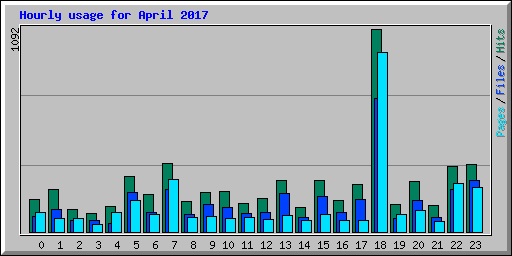 Hourly usage for April 2017
1092
Pages / Files / Hits
0 1 2 3 4 5 6 7 8 9 10 11 12 13 14 15 16 17 18 19 20 21 22 23